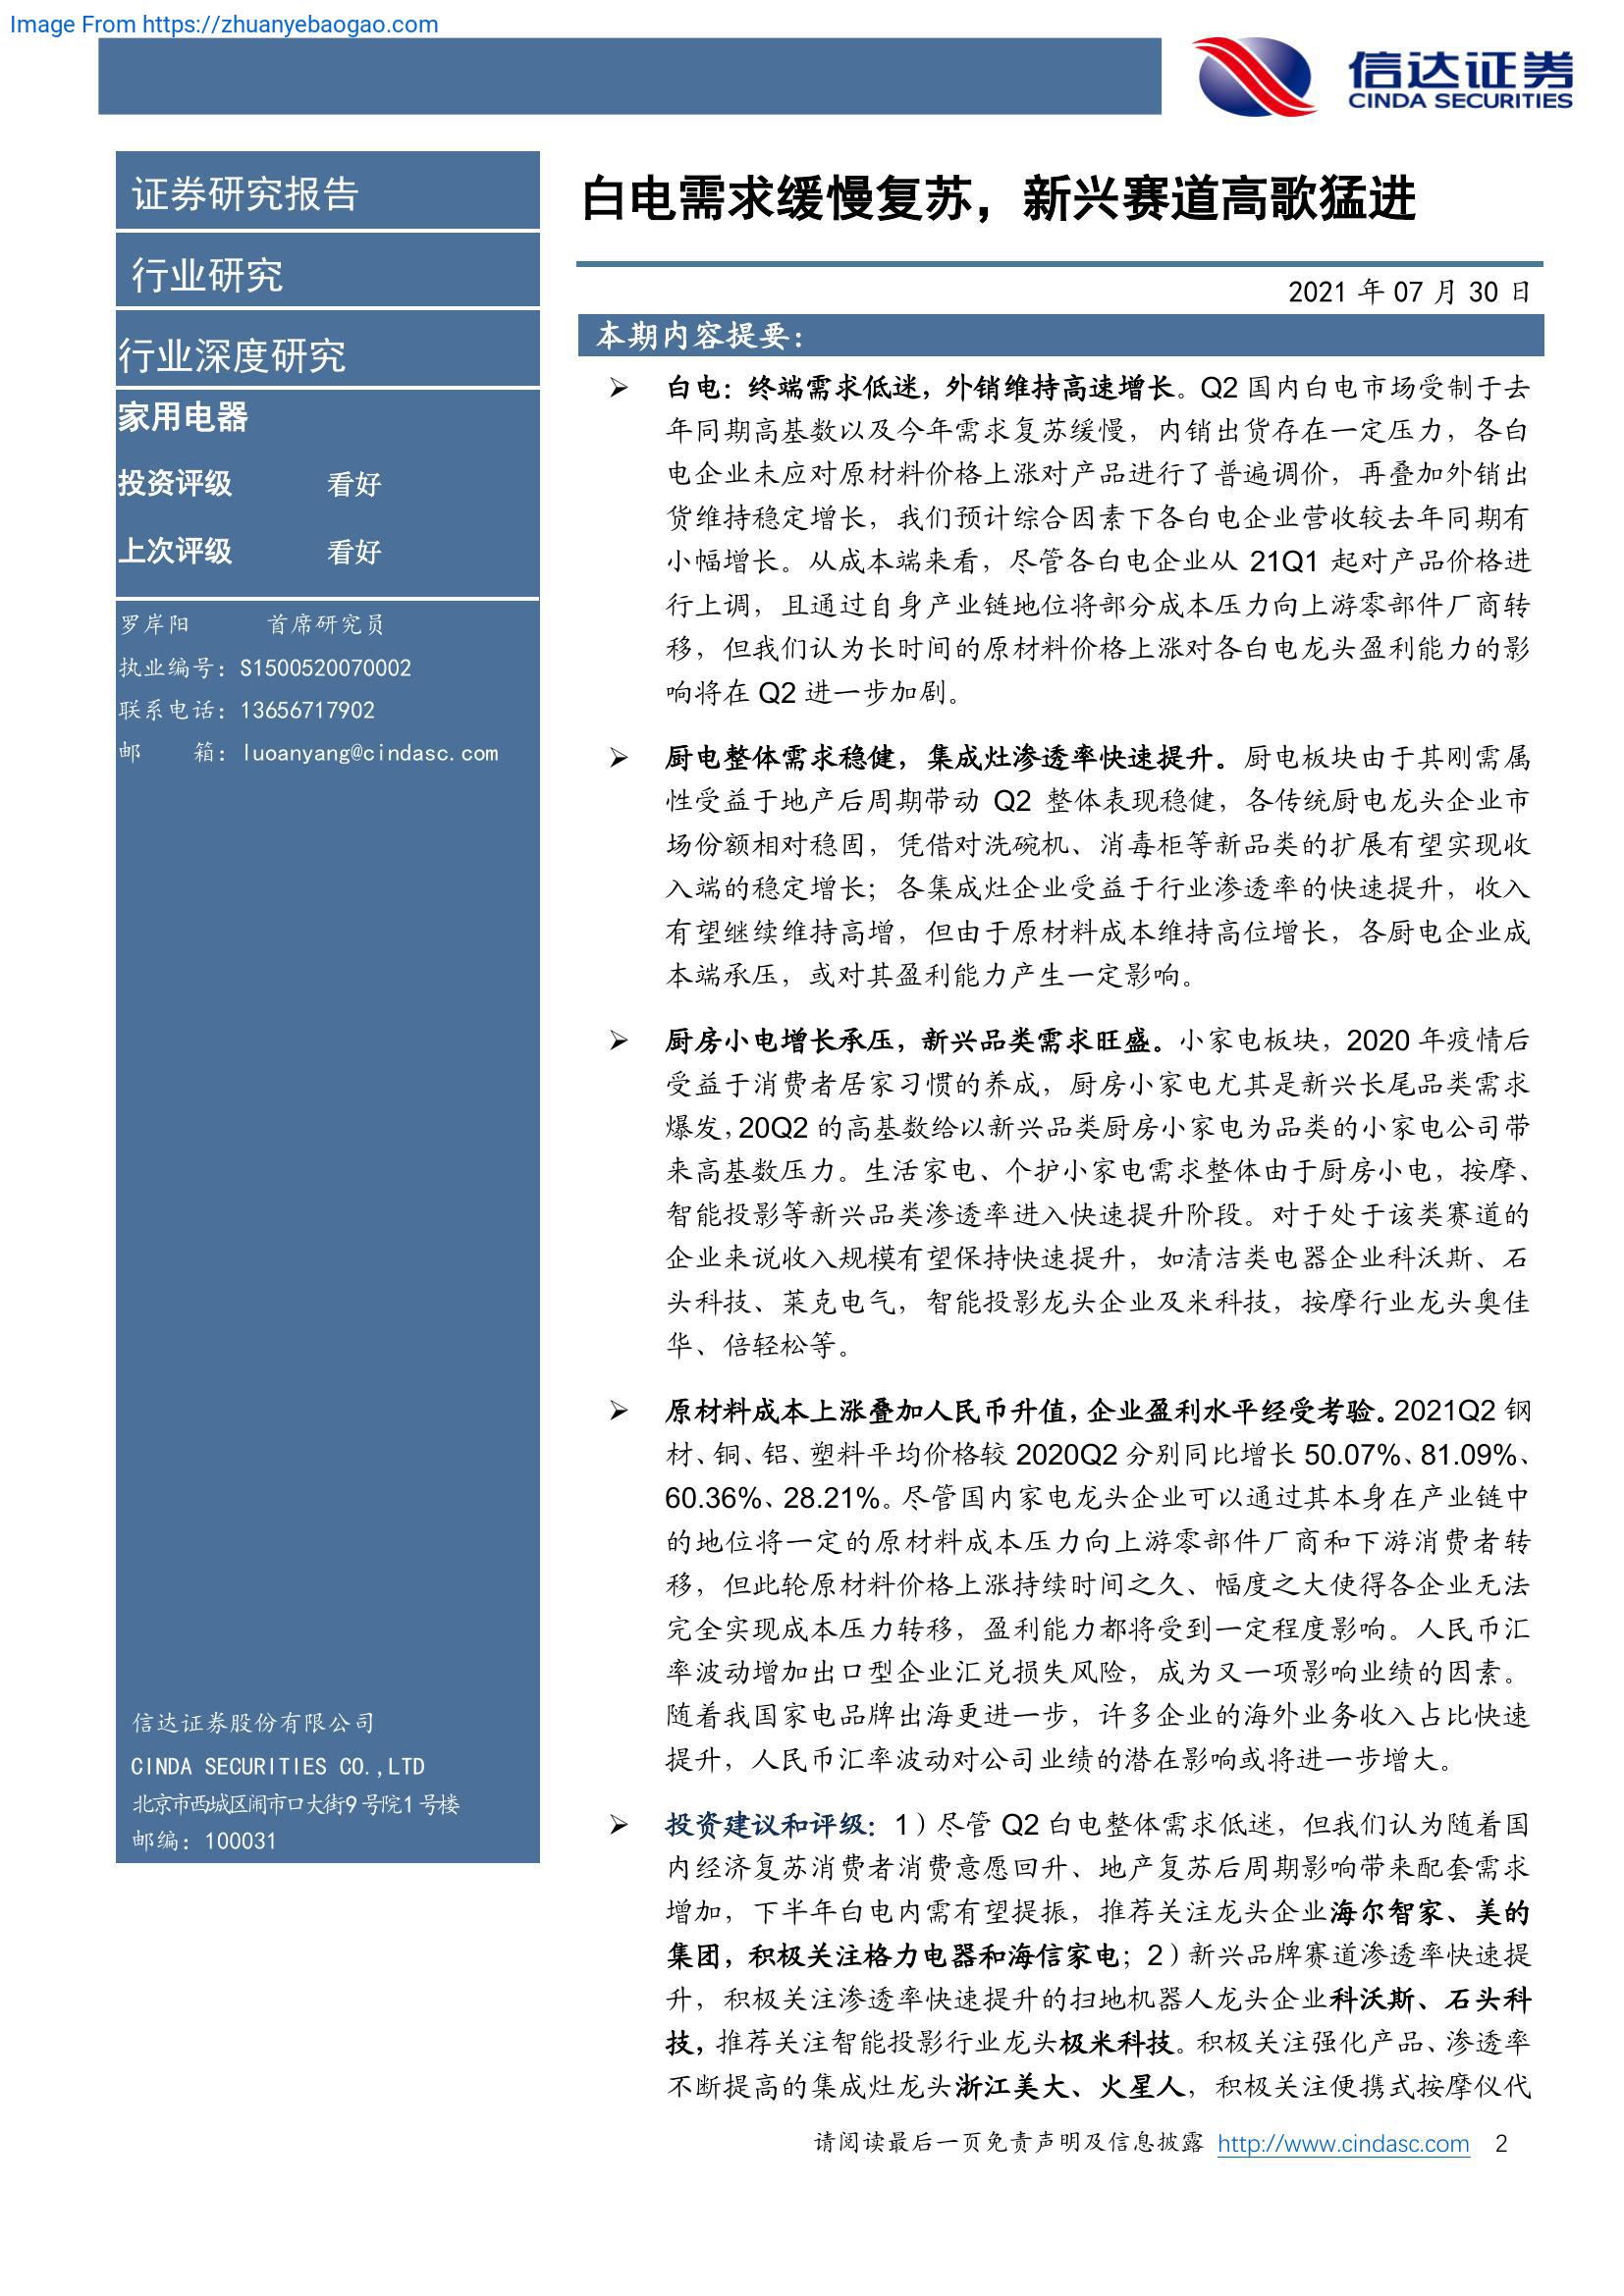 Image From https://zhuanyebaogao.com
信达证券
CINDA SECURITIES
证券研究报告
行业研究
行业深度研究
家用电器
投资评级 看好
上次评级 看好
罗岸阳 首席研究员
执业编号：S1500520070002
联系电话：13656717902
邮 箱：luoanyang@cindasc.com
信达证券股份有限公司
CINDA SECURITIES CO.,LTD
北京市西城区闹市口大街9号院1号楼
邮编：100031
白电需求缓慢复苏，新兴赛道高歌猛进
2021 年 07 月 30 日
本期内容提要：
➢ 白电：终端需求低迷，外销维持高速增长。Q2 国内白电市场受制于去
年同期高基数以及今年需求复苏缓慢，内销出货存在一定压力，各白
电企业未应对原材料价格上涨对产品进行了普遍调价，再叠加外销出
货维持稳定增长，我们预计综合因素下各白电企业营收较去年同期有
小幅增长。从成本端来看，尽管各白电企业从 21Q1 起对产品价格进
行上调，且通过自身产业链地位将部分成本压力向上游零部件厂商转
移，但我们认为长时间的原材料价格上涨对各白电龙头盈利能力的影
响将在 Q2 进一步加剧。
➢ 厨电整体需求稳健，集成灶渗透率快速提升。厨电板块由于其刚需属
性受益于地产后周期带动 Q2 整体表现稳健，各传统厨电龙头企业市
场份额相对稳固，凭借对洗碗机、消毒柜等新品类的扩展有望实现收
入端的稳定增长；各集成灶企业受益于行业渗透率的快速提升，收入
有望继续维持高增，但由于原材料成本维持高位增长，各厨电企业成
本端承压，或对其盈利能力产生一定影响。
➢ 厨房小电增长承压，新兴品类需求旺盛。小家电板块，2020 年疫情后
受益于消费者居家习惯的养成，厨房小家电尤其是新兴长尾品类需求
爆发，20Q2 的高基数给以新兴品类厨房小家电为品类的小家电公司带
来高基数压力。生活家电、个护小家电需求整体由于厨房小电，按摩、
智能投影等新兴品类渗透率进入快速提升阶段。对于处于该类赛道的
企业来说收入规模有望保持快速提升，如清洁类电器企业科沃斯、石
头科技、莱克电气，智能投影龙头企业及米科技，按摩行业龙头奥佳
华、倍轻松等。
➢ 原材料成本上涨叠加人民币升值，企业盈利水平经受考验。2021Q2 钢
材、铜、铝、塑料平均价格较 2020Q2 分别同比增长 50.07%、81.09%、
60.36%、28.21%。尽管国内家电龙头企业可以通过其本身在产业链中
的地位将一定的原材料成本压力向上游零部件厂商和下游消费者转
移，但此轮原材料价格上涨持续时间之久、幅度之大使得各企业无法
完全实现成本压力转移，盈利能力都将受到一定程度影响。人民币汇
率波动增加出口型企业汇兑损失风险，成为又一项影响业绩的因素。
随着我国家电品牌出海更进一步，许多企业的海外业务收入占比快速
提升，人民币汇率波动对公司业绩的潜在影响或将进一步增大。
➢ 投资建议和评级：1）尽管 Q2 白电整体需求低迷，但我们认为随着国
内经济复苏消费者消费意愿回升、地产复苏后周期影响带来配套需求
增加，下半年白电内需有望提振，推荐关注龙头企业海尔智家、美的
集团，积极关注格力电器和海信家电；2）新兴品牌赛道渗透率快速提
升，积极关注渗透率快速提升的扫地机器人龙头企业科沃斯、石头科
技，推荐关注智能投影行业龙头极米科技。积极关注强化产品、渗透率
不断提高的集成灶龙头浙江美大、火星人，积极关注便携式按摩仪代
请阅读最后一页免责声明及信息披露 http://www.cindasc.com 2